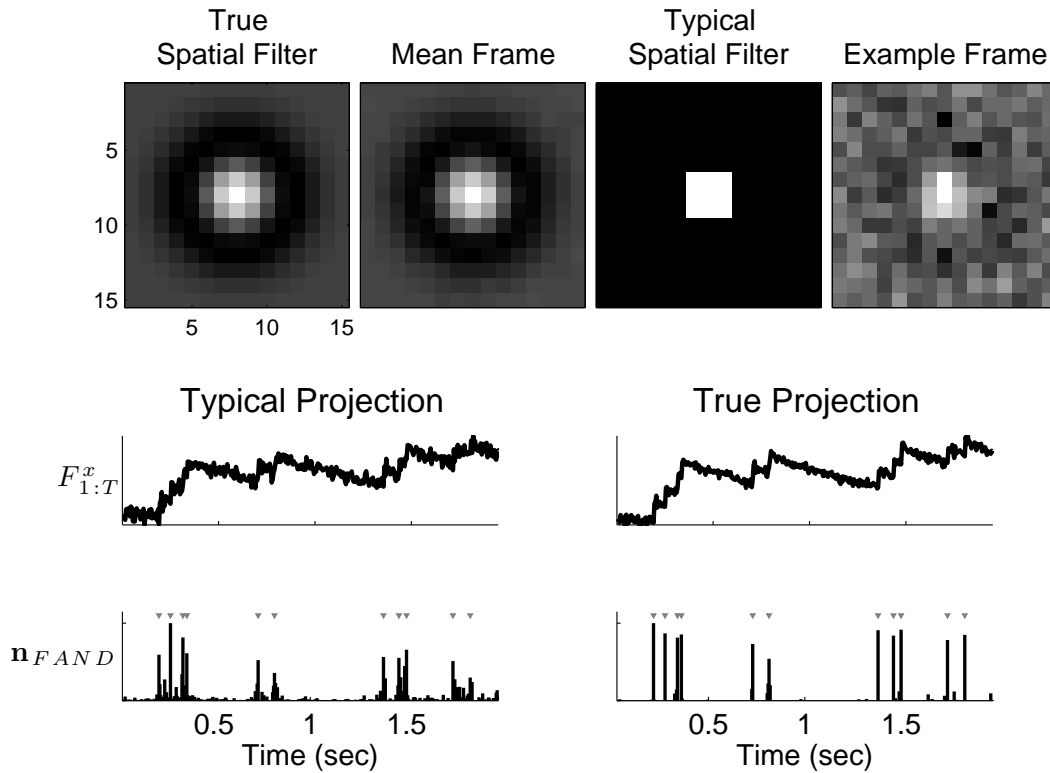 True
Spatial Filter
Mean Frame
Typical
Spatial Filter
Example Frame
5
10
15
5 10 15
Typical Projection
True Projection
F^x_{1:T}
n_{FAND}
0.5 1 1.5
Time (sec)
0.5 1 1.5
Time (sec)